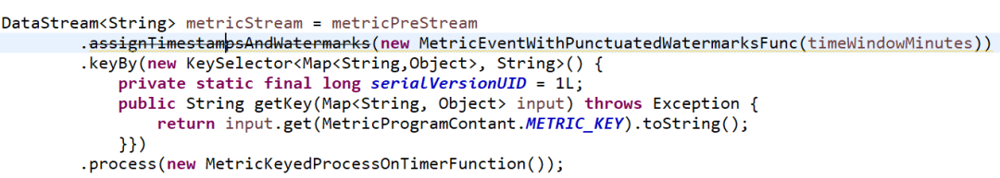 DataStream<String> metricStream = metricPreStream
.assignTimestampsAndWatermarks(new MetricEventWithPunctuatedWatermarksFunc(timeWindowMinutes))
.keyBy(new KeySelector<Map<String,Object>, String>() {
private static final long serialVersionUID = 1L;
public String getKey(Map<String, Object> input) throws Exception {
return input.get(MetricProgramContant.METRIC_KEY).toString();
}})
.process(new MetricKeyedProcessOnTimerFunction());